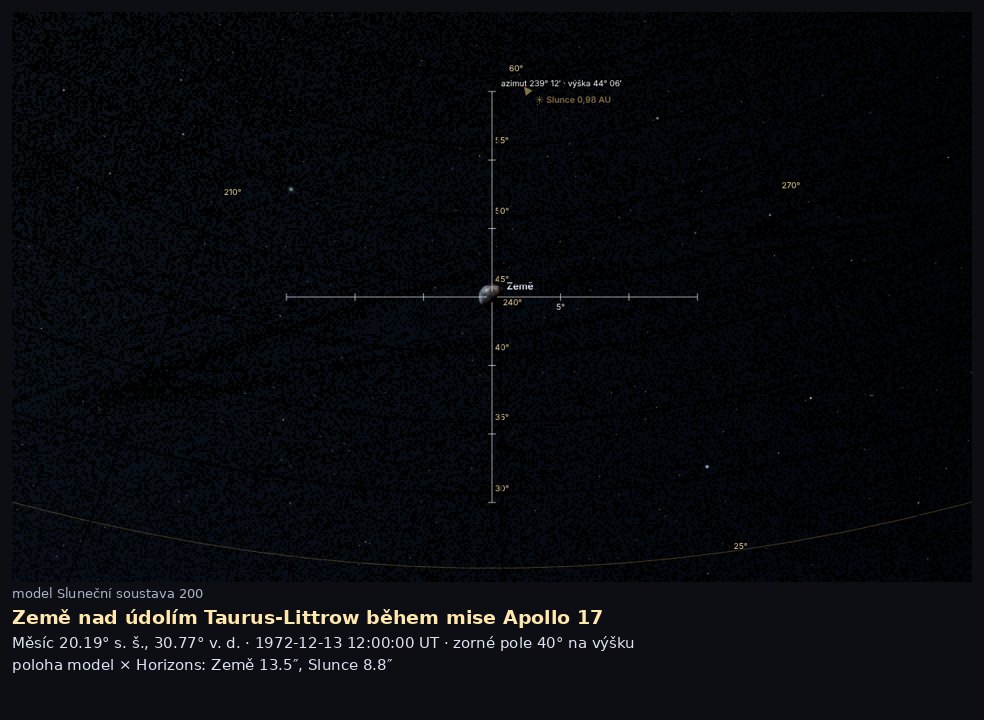 60°
azimut 239° 12′ · výška 44° 06′
☀ Slunce 0,98 AU
55°
210°
270°
50°
45°
Země
240°
5°
40°
35°
30°
25°
model Sluneční soustava 200
Země nad údolím Taurus-Littrow během mise Apollo 17
Měsíc 20.19° s. š., 30.77° v. d. · 1972-12-13 12:00:00 UT · zorné pole 40° na výšku
poloha model × Horizons: Země 13.5″, Slunce 8.8″